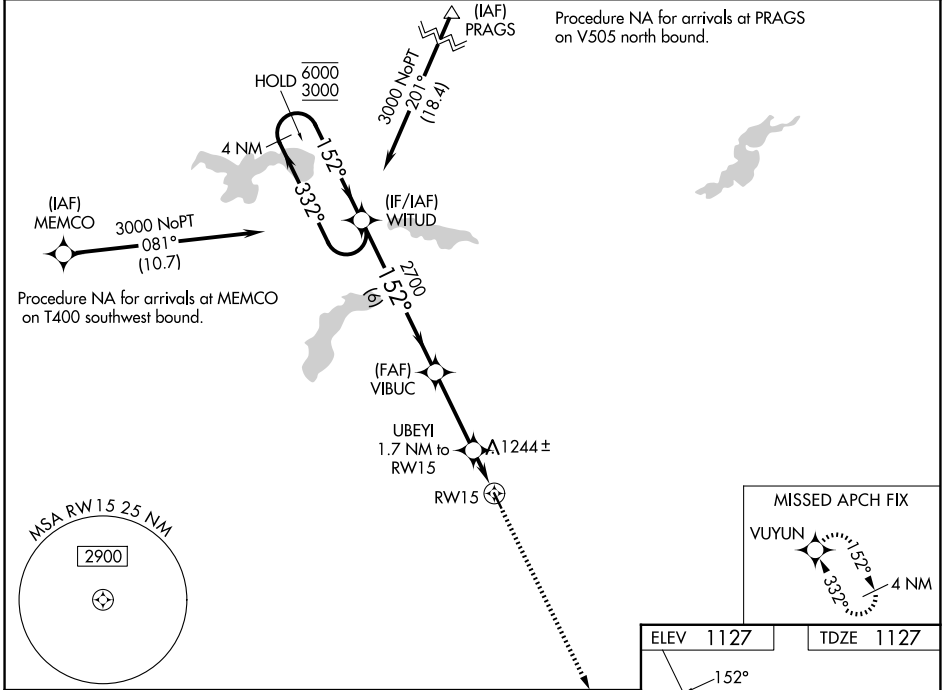 (IAF)
PRAGS
Procedure NA for arrivals at PRAGS
on V505 north bound.
3000 NoPT
201°
(18.4)
HOLD
6000
3000
4 NM
152°
332°
(IF/IAF)
WITUD
(IAF)
MEMCO
3000 NoPT
081°
(10.7)
Procedure NA for arrivals at MEMCO
on T400 southwest bound.
2700
152°
(6)
(FAF)
VIBUC
UBEYI
1.7 NM to
RW15
1244±
RW15
MSA RW15 25 NM
2900
MISSED APCH FIX
VUYUN
152°
332°
4 NM
ELEV 1127
TDZE 1127
152°